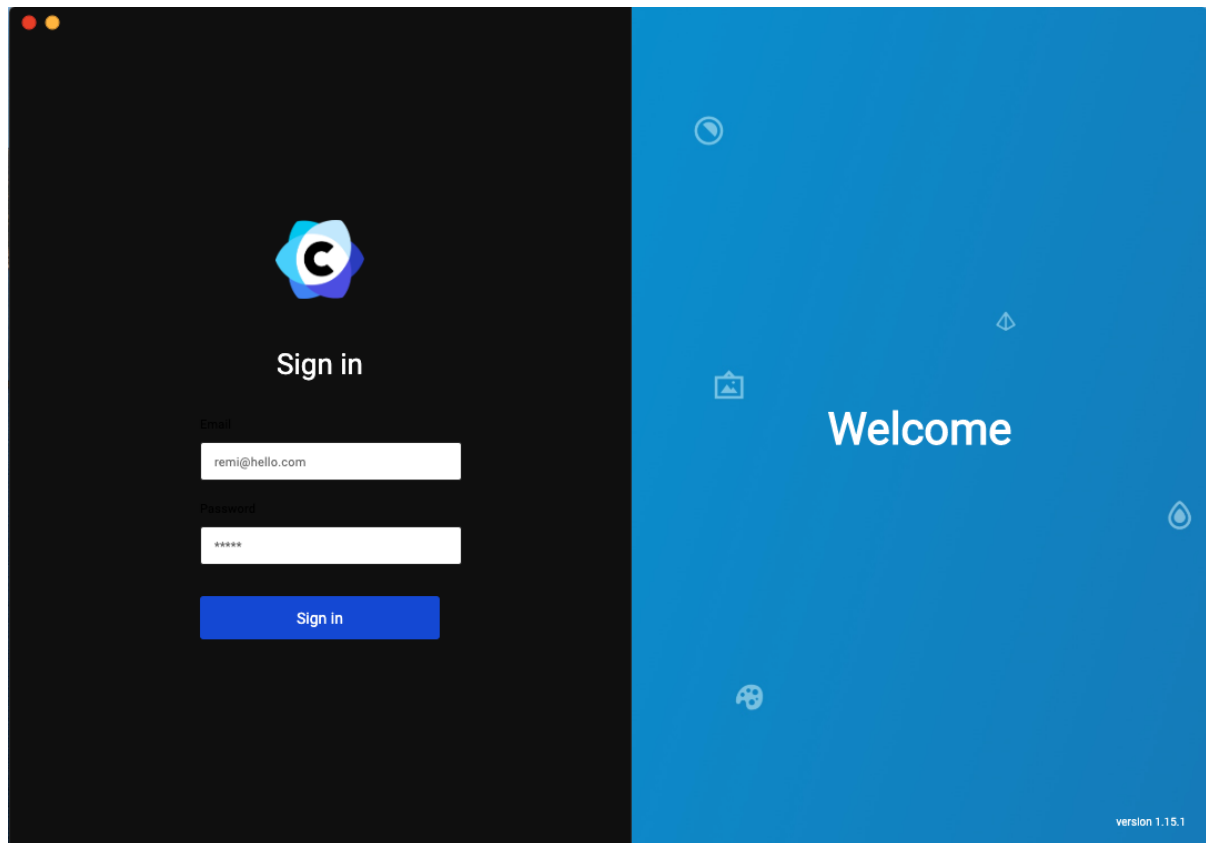 C
Sign in
Email
remi@hello.com
Password
*****
Sign in
Welcome
version 1.15.1